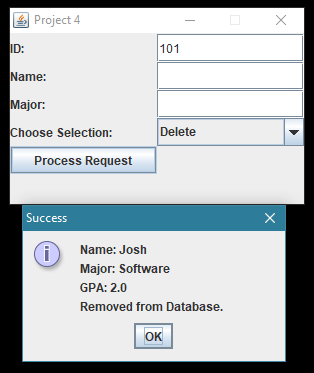 Project 4
ID: 101
Name:
Major:
Choose Selection: Delete
Process Request
Success
Name: Josh
Major: Software
GPA: 2.0
Removed from Database.
OK